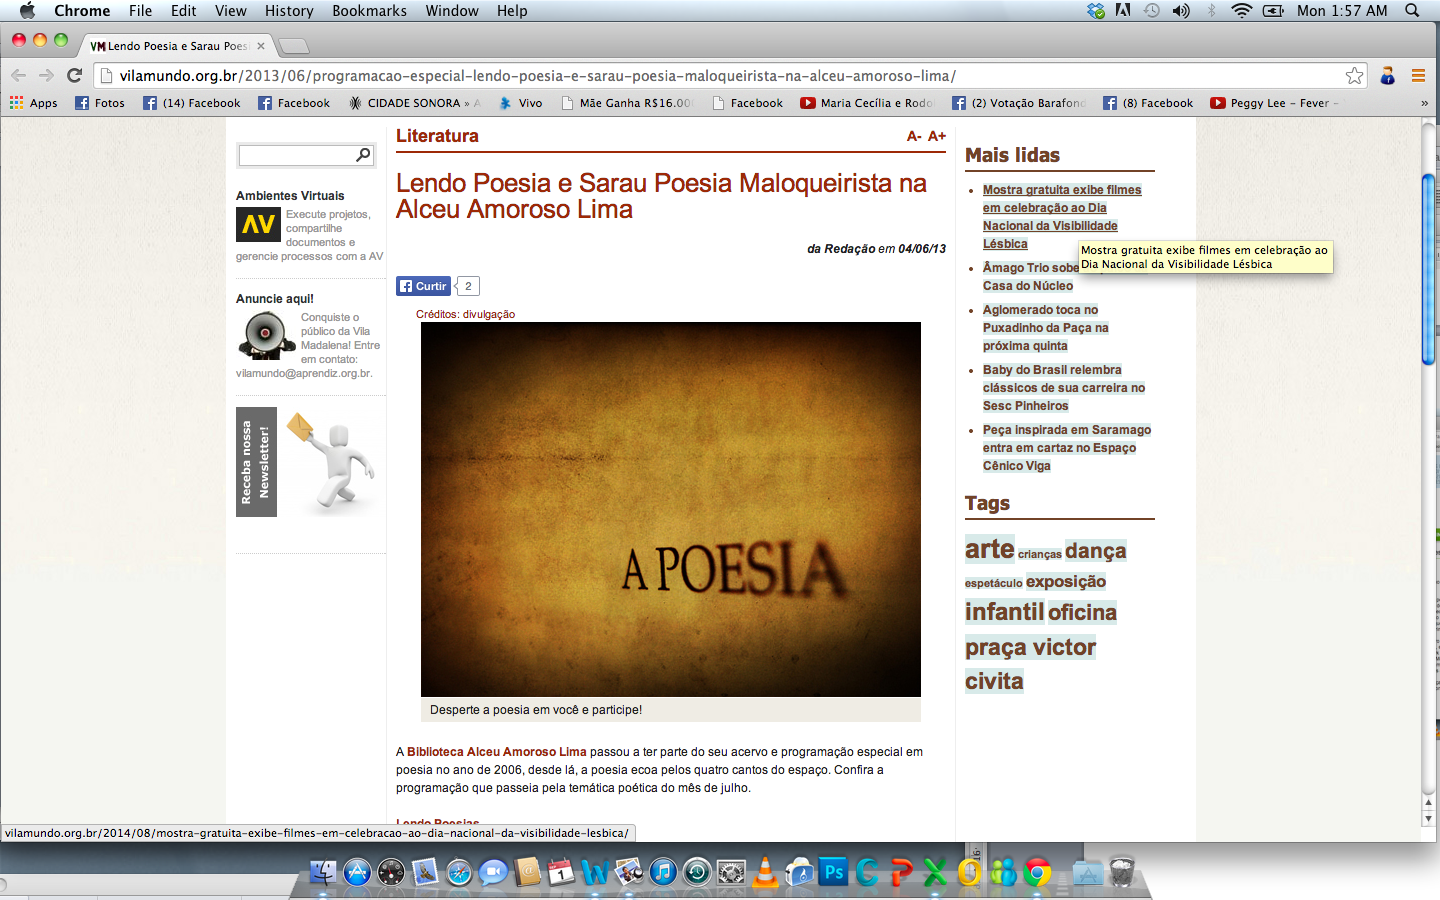 Chrome File Edit View History Bookmarks Window Help Mon 1:57 AM
VM Lendo Poesia e Sarau Poes
vilamundo.org.br/2013/06/programacao-especial-lendo-poesia-e-sarau-poesia-maloqueirista-na-alceu-amoroso-lima/
Apps Fotos (14) Facebook Facebook CIDADE SONORA » A Vivo Mãe Ganha R$16.00 Facebook Maria Cecília e Rodo (2) Votação Barafond (8) Facebook Peggy Lee – Fever – »
Ambientes Virtuais
AV
Execute projetos,
compartilhe
documentos e
gerencie processos com a AV
Anuncie aqui!
Conquiste o
público da Vila
Madalena! Entre
em contato:
vilamundo@aprendiz.org.br.
Receba nossa
Newsletter!
Literatura A- A+
Lendo Poesia e Sarau Poesia Maloqueirista na
Alceu Amoroso Lima
da Redação em 04/06/13
Curtir 2
Créditos: divulgação
A POESIA
Desperte a poesia em você e participe!
A Biblioteca Alceu Amoroso Lima passou a ter parte do seu acervo e programação especial em
poesia no ano de 2006, desde lá, a poesia ecoa pelos quatro cantos do espaço. Confira a
programação que passeia pela temática poética do mês de julho.
Lendo Poesias
Mais lidas
Mostra gratuita exibe filmes
em celebração ao Dia
Nacional da Visibilidade
Lésbica
Mostra gratuita exibe filmes em celebração ao
Dia Nacional da Visibilidade Lésbica
Âmago Trio sobe
Casa do Núcleo
Aglomerado toca no
Puxadinho da Paça na
próxima quinta
Baby do Brasil relembra
clássicos de sua carreira no
Sesc Pinheiros
Peça inspirada em Saramago
entra em cartaz no Espaço
Cênico Viga
Tags
arte crianças dança
espetáculo exposição
infantil oficina
praça victor
civita
vilamundo.org.br/2014/08/mostra-gratuita-exibe-filmes-em-celebracao-ao-dia-nacional-da-visibilidade-lesbica/
1
Ps